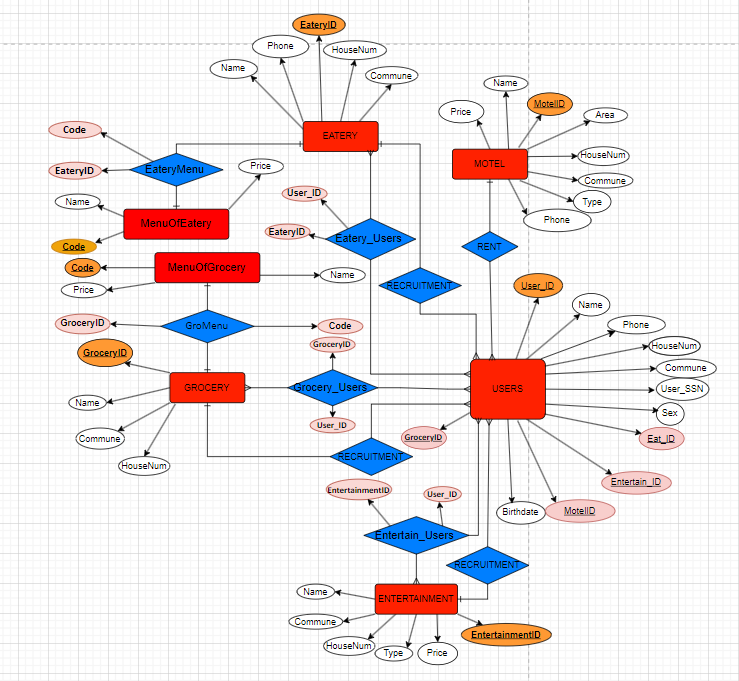 EateryID
Phone
HouseNum
Name
Commune
EATERY
Name
MotelID
Price
Area
MOTEL
HouseNum
Commune
Type
Phone
Code
EateryID
EateryMenu
Price
Name
MenuOfEatery
Code
User_ID
EateryID
Eatery_Users
RENT
Code
MenuOfGrocery
Name
Price
RECRUITMENT
User_ID
Name
Phone
HouseNum
Commune
User_SSN
Sex
Eat_ID
Entertain_ID
MotelID
Birthdate
GroceryID
USERS
GroceryID
GroMenu
Code
GroceryID
GroceryID
GROCERY
Grocery_Users
User_ID
Name
Commune
HouseNum
RECRUITMENT
EntertainmentID
User_ID
Entertain_Users
RECRUITMENT
Name
ENTERTAINMENT
Commune
HouseNum
Type
Price
EntertainmentID